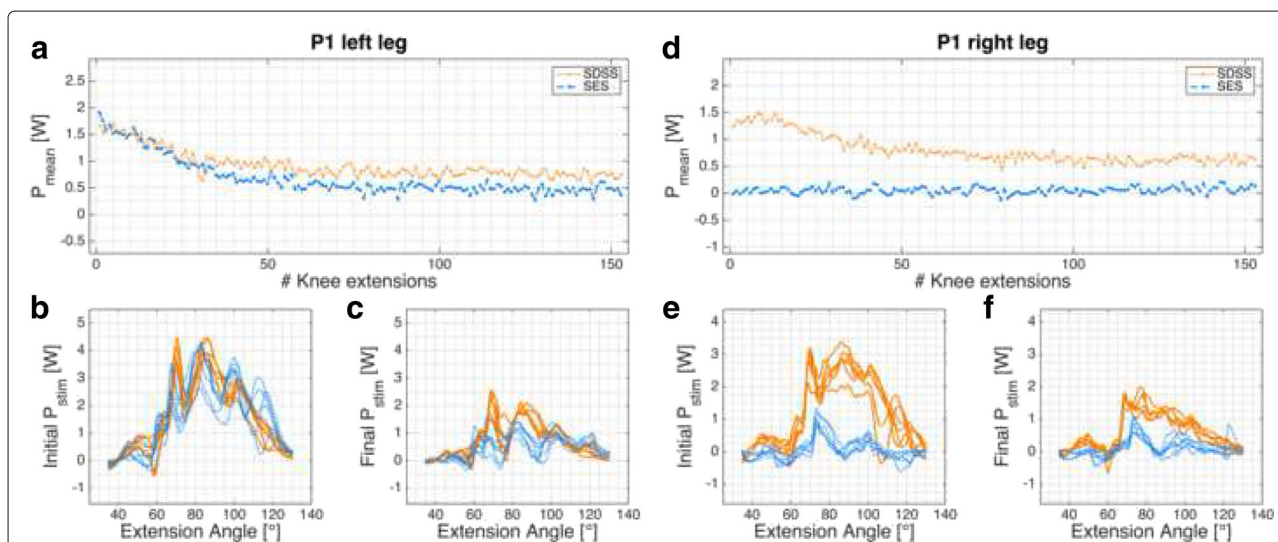 a
P1 left leg
2.5
2
1.5
1
0.5
0
-0.5
P_mean [W]
SDSS
SES
0 50 100 150
# Knee extensions
d
P1 right leg
2
1.5
1
0.5
0
-0.5
-1
P_mean [W]
SDSS
SES
0 50 100 150
# Knee extensions
b
5
4
3
2
1
0
-1
Initial P_stim [W]
40 60 80 100 120 140
Extension Angle [°]
c
5
4
3
2
1
0
-1
Final P_stim [W]
40 60 80 100 120 140
Extension Angle [°]
e
4
3
2
1
0
-1
Initial P_stim [W]
40 60 80 100 120 140
Extension Angle [°]
f
4
3
2
1
0
-1
Final P_stim [W]
40 60 80 100 120 140
Extension Angle [°]